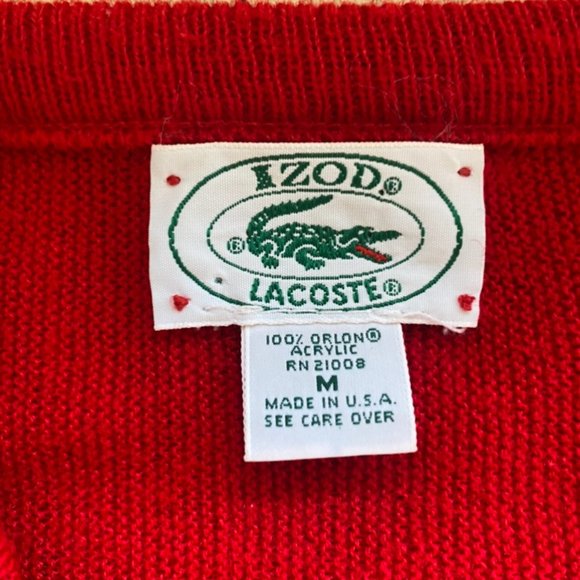 IZOD®
®
LACOSTE®
100% ORLON®
ACRYLIC
RN 21008
M
MADE IN U.S.A.
SEE CARE OVER